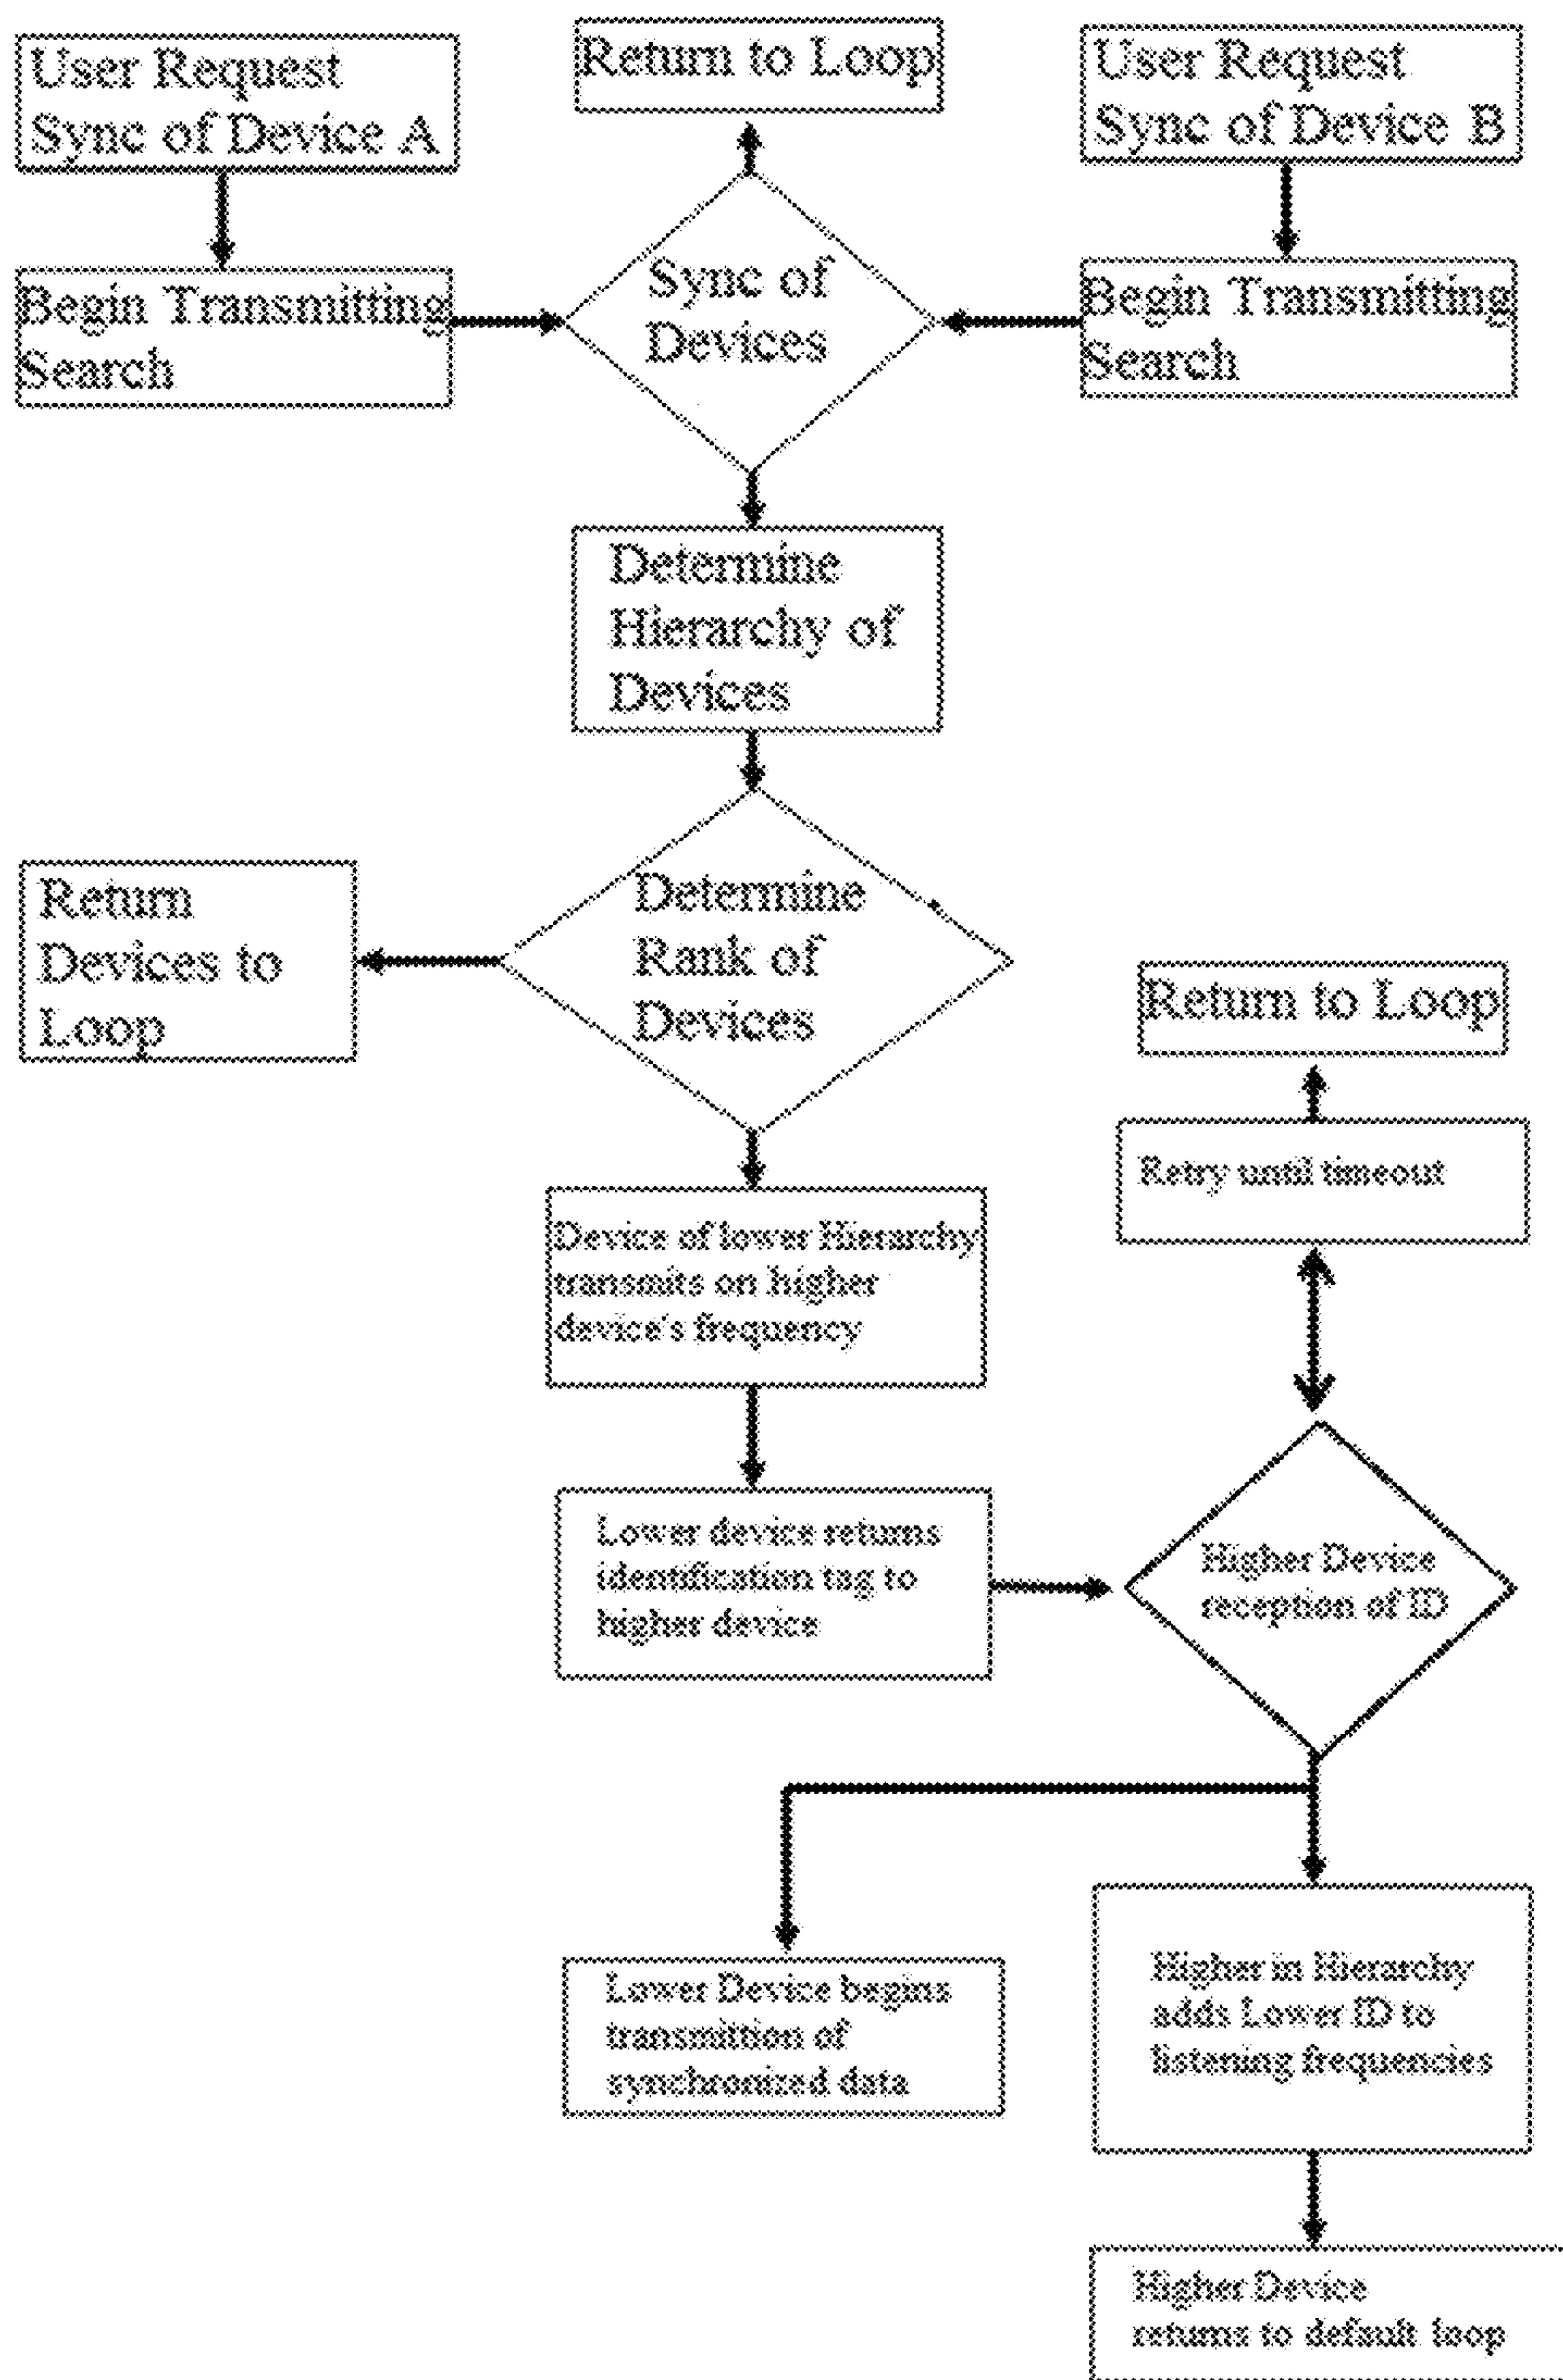 User Request
Sync of Device A
Return to Loop
User Request
Sync of Device B
Begin Transmitting
Search
Sync of
Devices
Begin Transmitting
Search
Determine
Hierarchy of
Devices
Return
Devices to
Loop
Determine
Rank of
Devices
Return to Loop
Retry until timeout
Device of lower Hierarchy
transmits on higher
device's frequency
Lower device returns
identification tag to
higher device
Higher Device
reception of ID
Lower Device begins
transmittion of
synchronized data
Higher in Hierarchy
adds Lower ID to
listening frequencies
Higher Device
returns to default loop